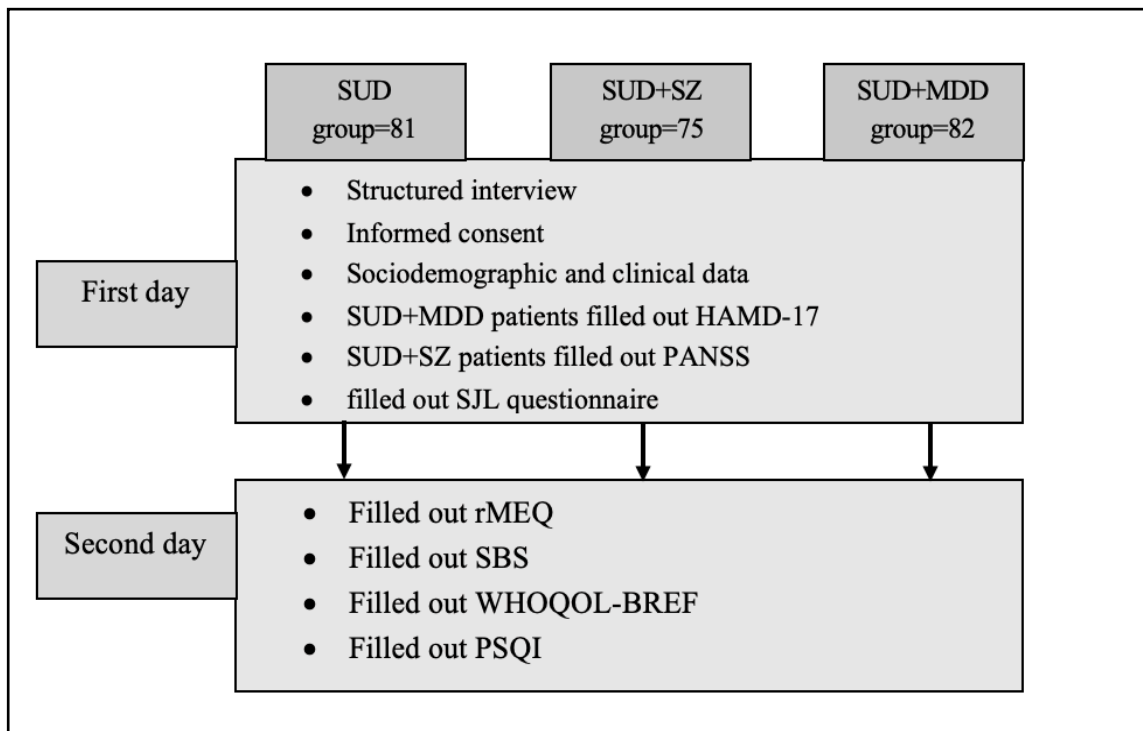 SUD
group=81
SUD+SZ
group=75
SUD+MDD
group=82
First day
• Structured interview
• Informed consent
• Sociodemographic and clinical data
• SUD+MDD patients filled out HAMD-17
• SUD+SZ patients filled out PANSS
• filled out SJL questionnaire
Second day
• Filled out rMEQ
• Filled out SBS
• Filled out WHOQOL-BREF
• Filled out PSQI